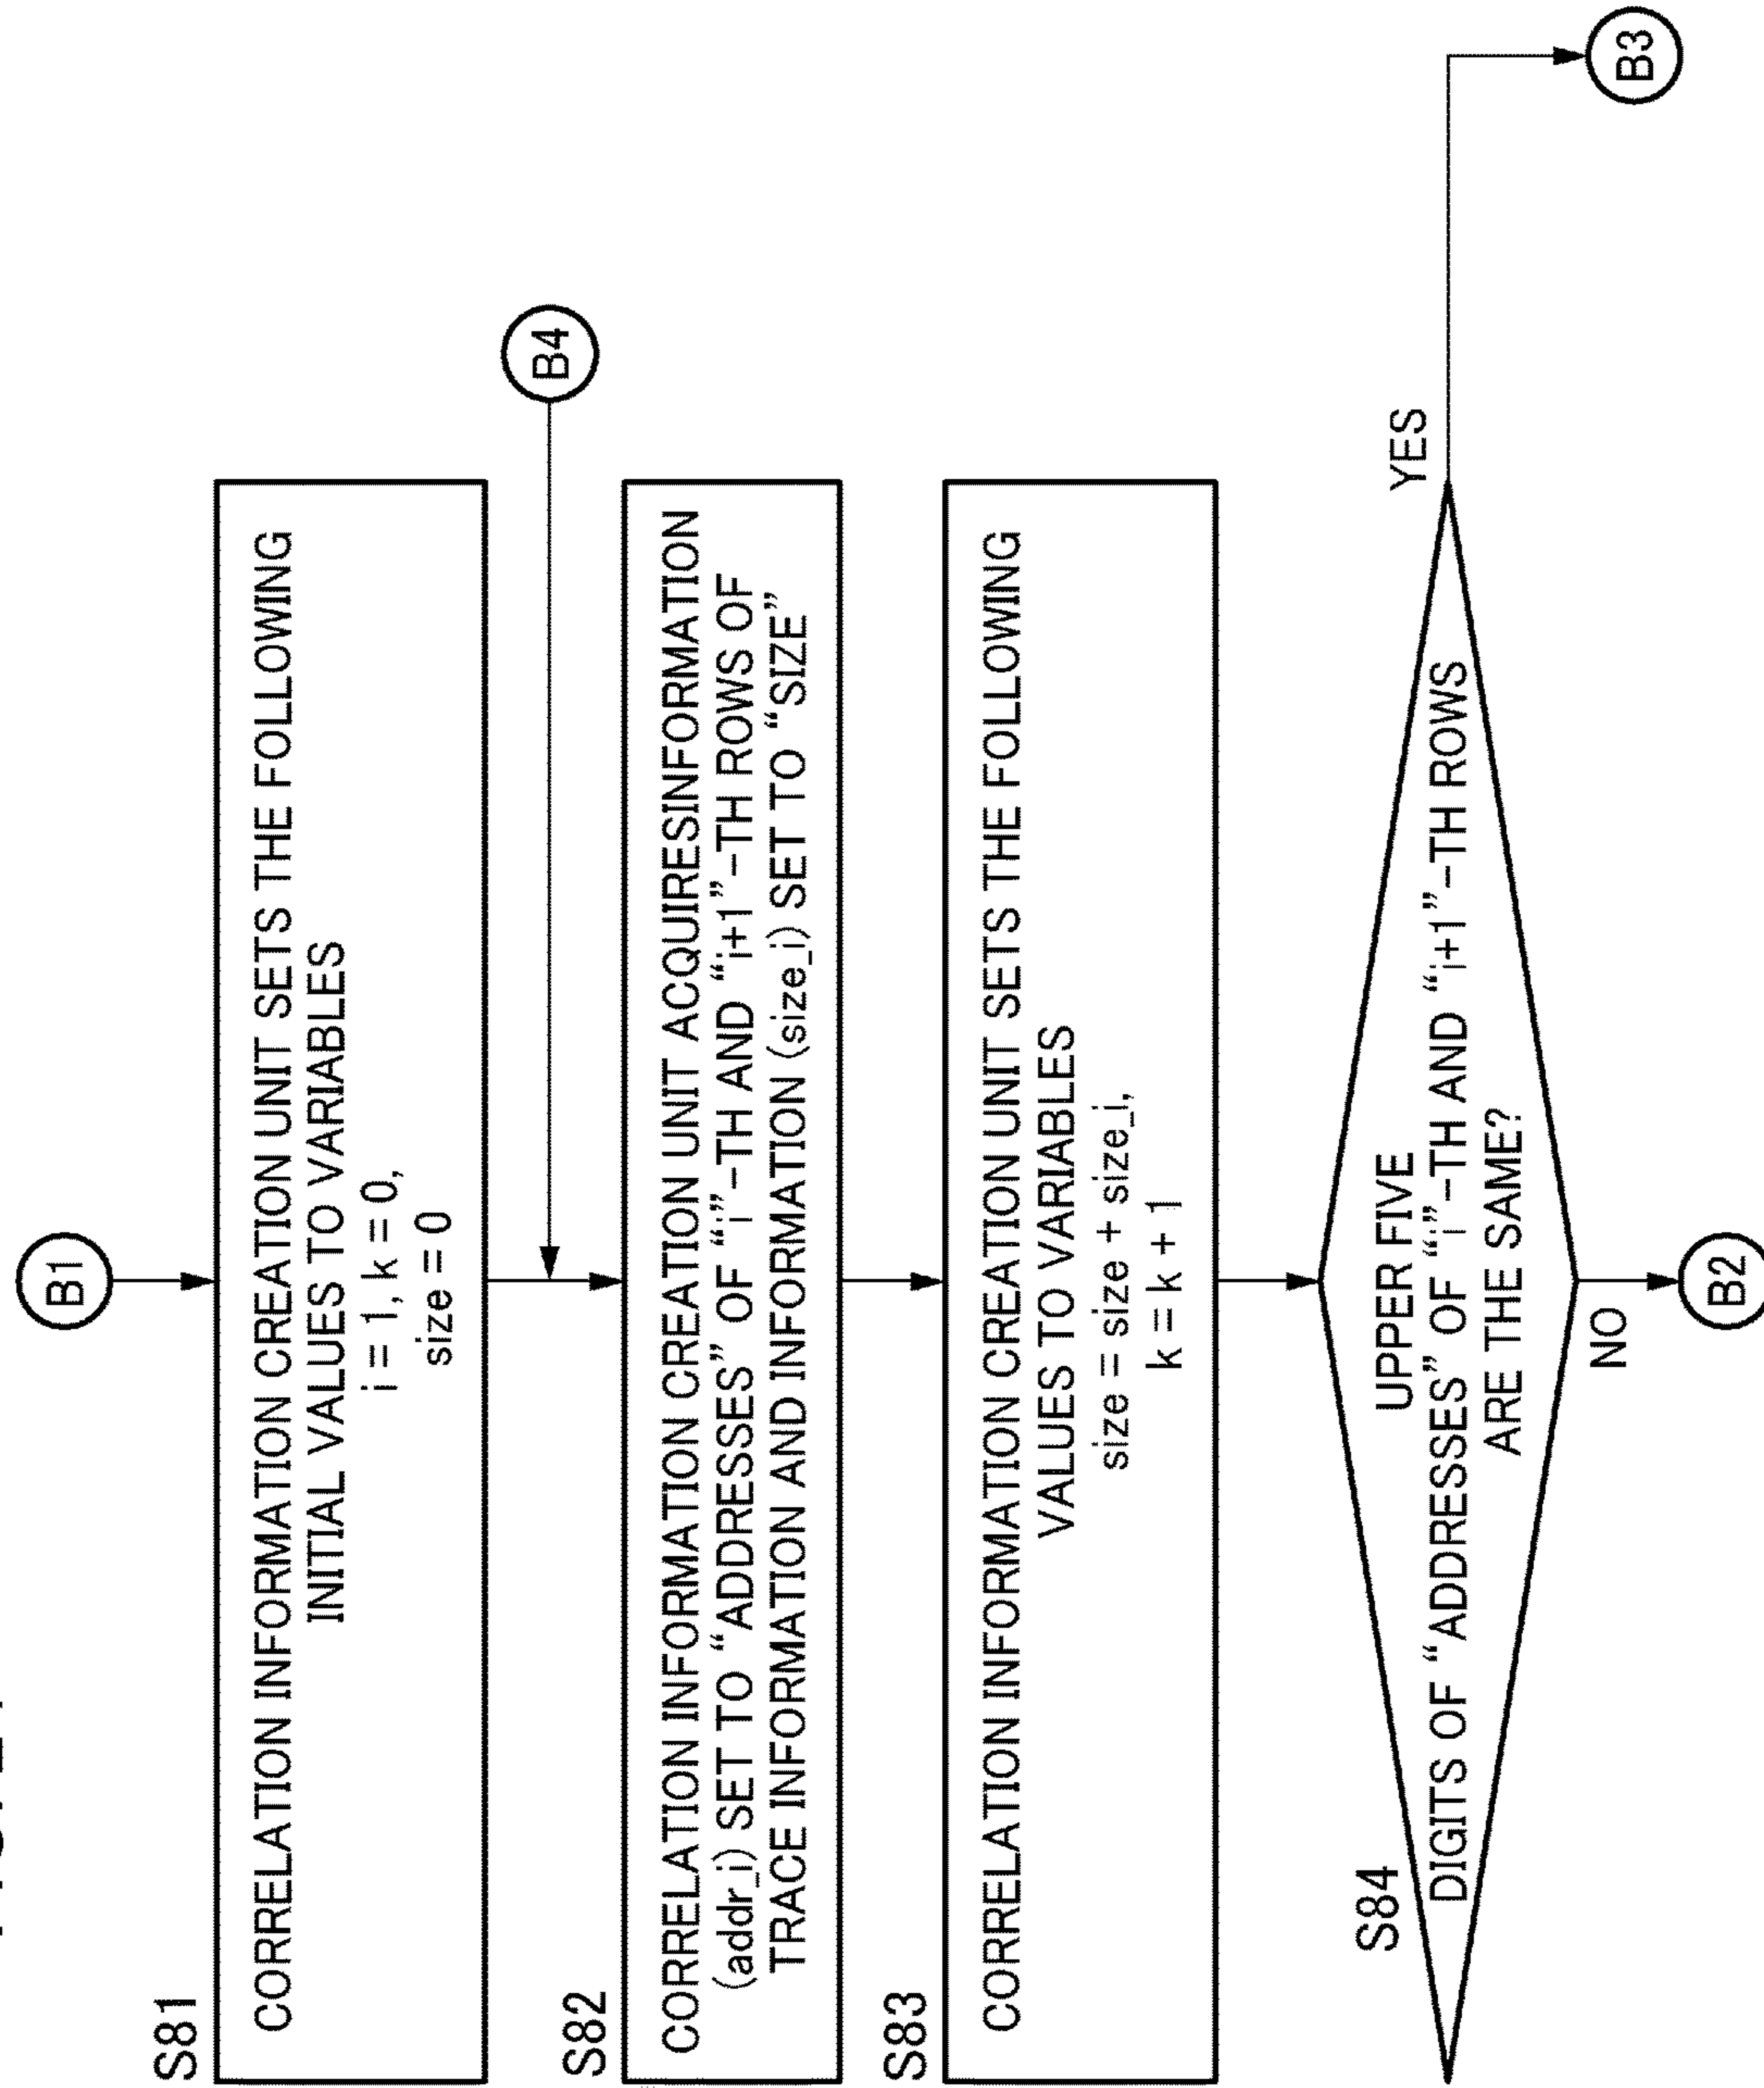 B1
S81
CORRELATION INFORMATION CREATION UNIT SETS THE FOLLOWING
INITIAL VALUES TO VARIABLES
i = 1, k = 0,
size = 0
B4
S82
CORRELATION INFORMATION CREATION UNIT ACQUIRESINFORMATION
(addr_i) SET TO “ADDRESSES” OF “i”-TH AND “i+1”-TH ROWS OF
TRACE INFORMATION AND INFORMATION (size_i) SET TO “SIZE”
S83
CORRELATION INFORMATION CREATION UNIT SETS THE FOLLOWING
VALUES TO VARIABLES
size = size + size_i,
k = k + 1
S84
UPPER FIVE
DIGITS OF “ADDRESSES” OF “i”-TH AND “i+1”-TH ROWS
ARE THE SAME?
YES
NO
B3
B2